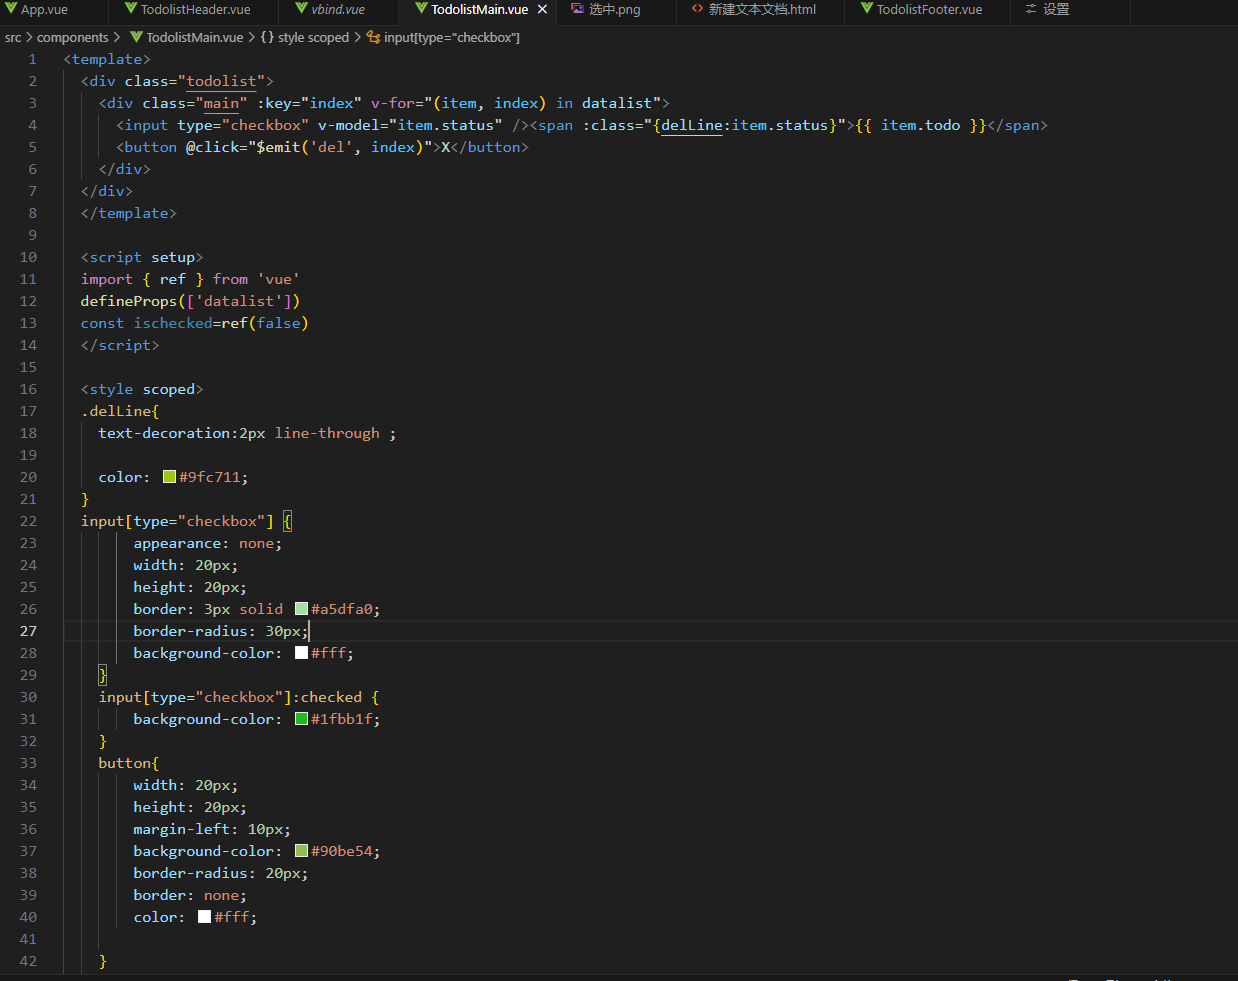 App.vue TodolistHeader.vue vbind.vue TodolistMain.vue 选中.png 新建文本文档.html TodolistFooter.vue 设置
src > components > TodolistMain.vue > {} style scoped > input[type="checkbox"]
1 <template>
2 <div class="todolist">
3 <div class="main" :key="index" v-for="(item, index) in datalist">
4 <input type="checkbox" v-model="item.status" /><span :class="{delLine:item.status}">{{ item.todo }}</span>
5 <button @click="$emit('del', index)">X</button>
6 </div>
7 </div>
8 </template>
9
10 <script setup>
11 import { ref } from 'vue'
12 defineProps(['datalist'])
13 const ischecked=ref(false)
14 </script>
15
16 <style scoped>
17 .delLine{
18 text-decoration:2px line-through ;
19
20 color: #9fc711;
21 }
22 input[type="checkbox"] {
23 appearance: none;
24 width: 20px;
25 height: 20px;
26 border: 3px solid #a5dfa0;
27 border-radius: 30px;
28 background-color: #fff;
29 }
30 input[type="checkbox"]:checked {
31 background-color: #1fbb1f;
32 }
33 button{
34 width: 20px;
35 height: 20px;
36 margin-left: 10px;
37 background-color: #90be54;
38 border-radius: 20px;
39 border: none;
40 color: #fff;
41
42 }